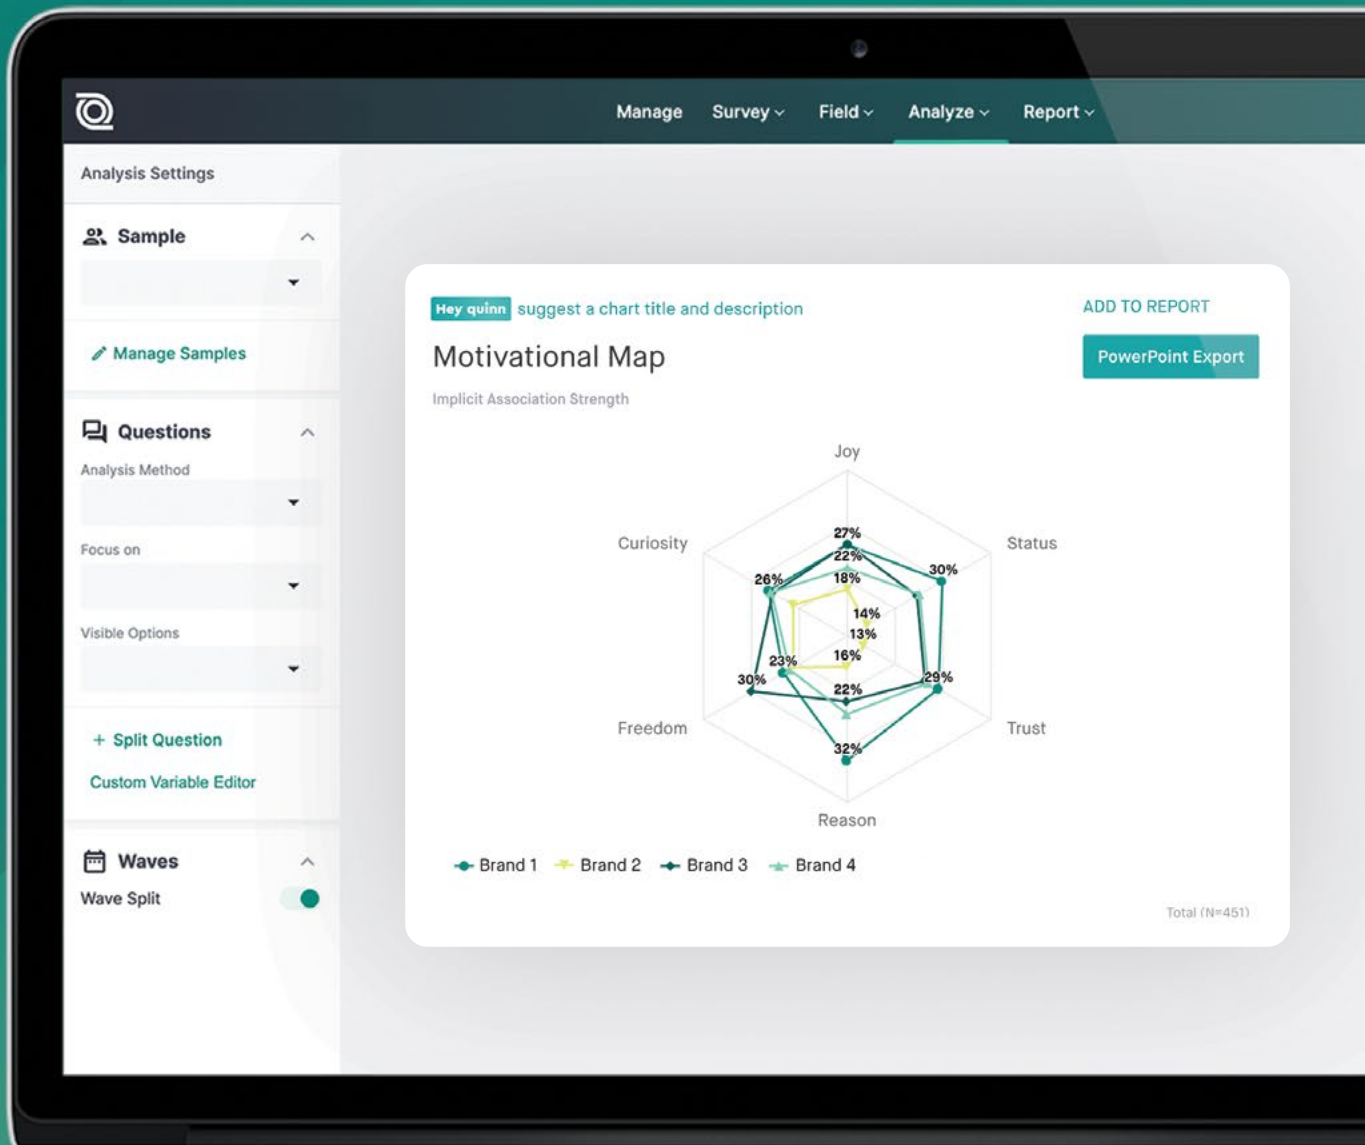 Manage Survey Field Analyze Report
Analysis Settings
Sample
Manage Samples
Questions
Analysis Method
Focus on
Visible Options
+ Split Question
Custom Variable Editor
Waves
Wave Split
Hey quinn suggest a chart title and description
ADD TO REPORT
Motivational Map
PowerPoint Export
Implicit Association Strength
Joy
Curiosity
Status
27%
22%
26%
18%
30%
14%
13%
16%
23%
30%
22%
29%
Freedom
Trust
32%
Reason
Brand 1 Brand 2 Brand 3 Brand 4
Total (N=451)